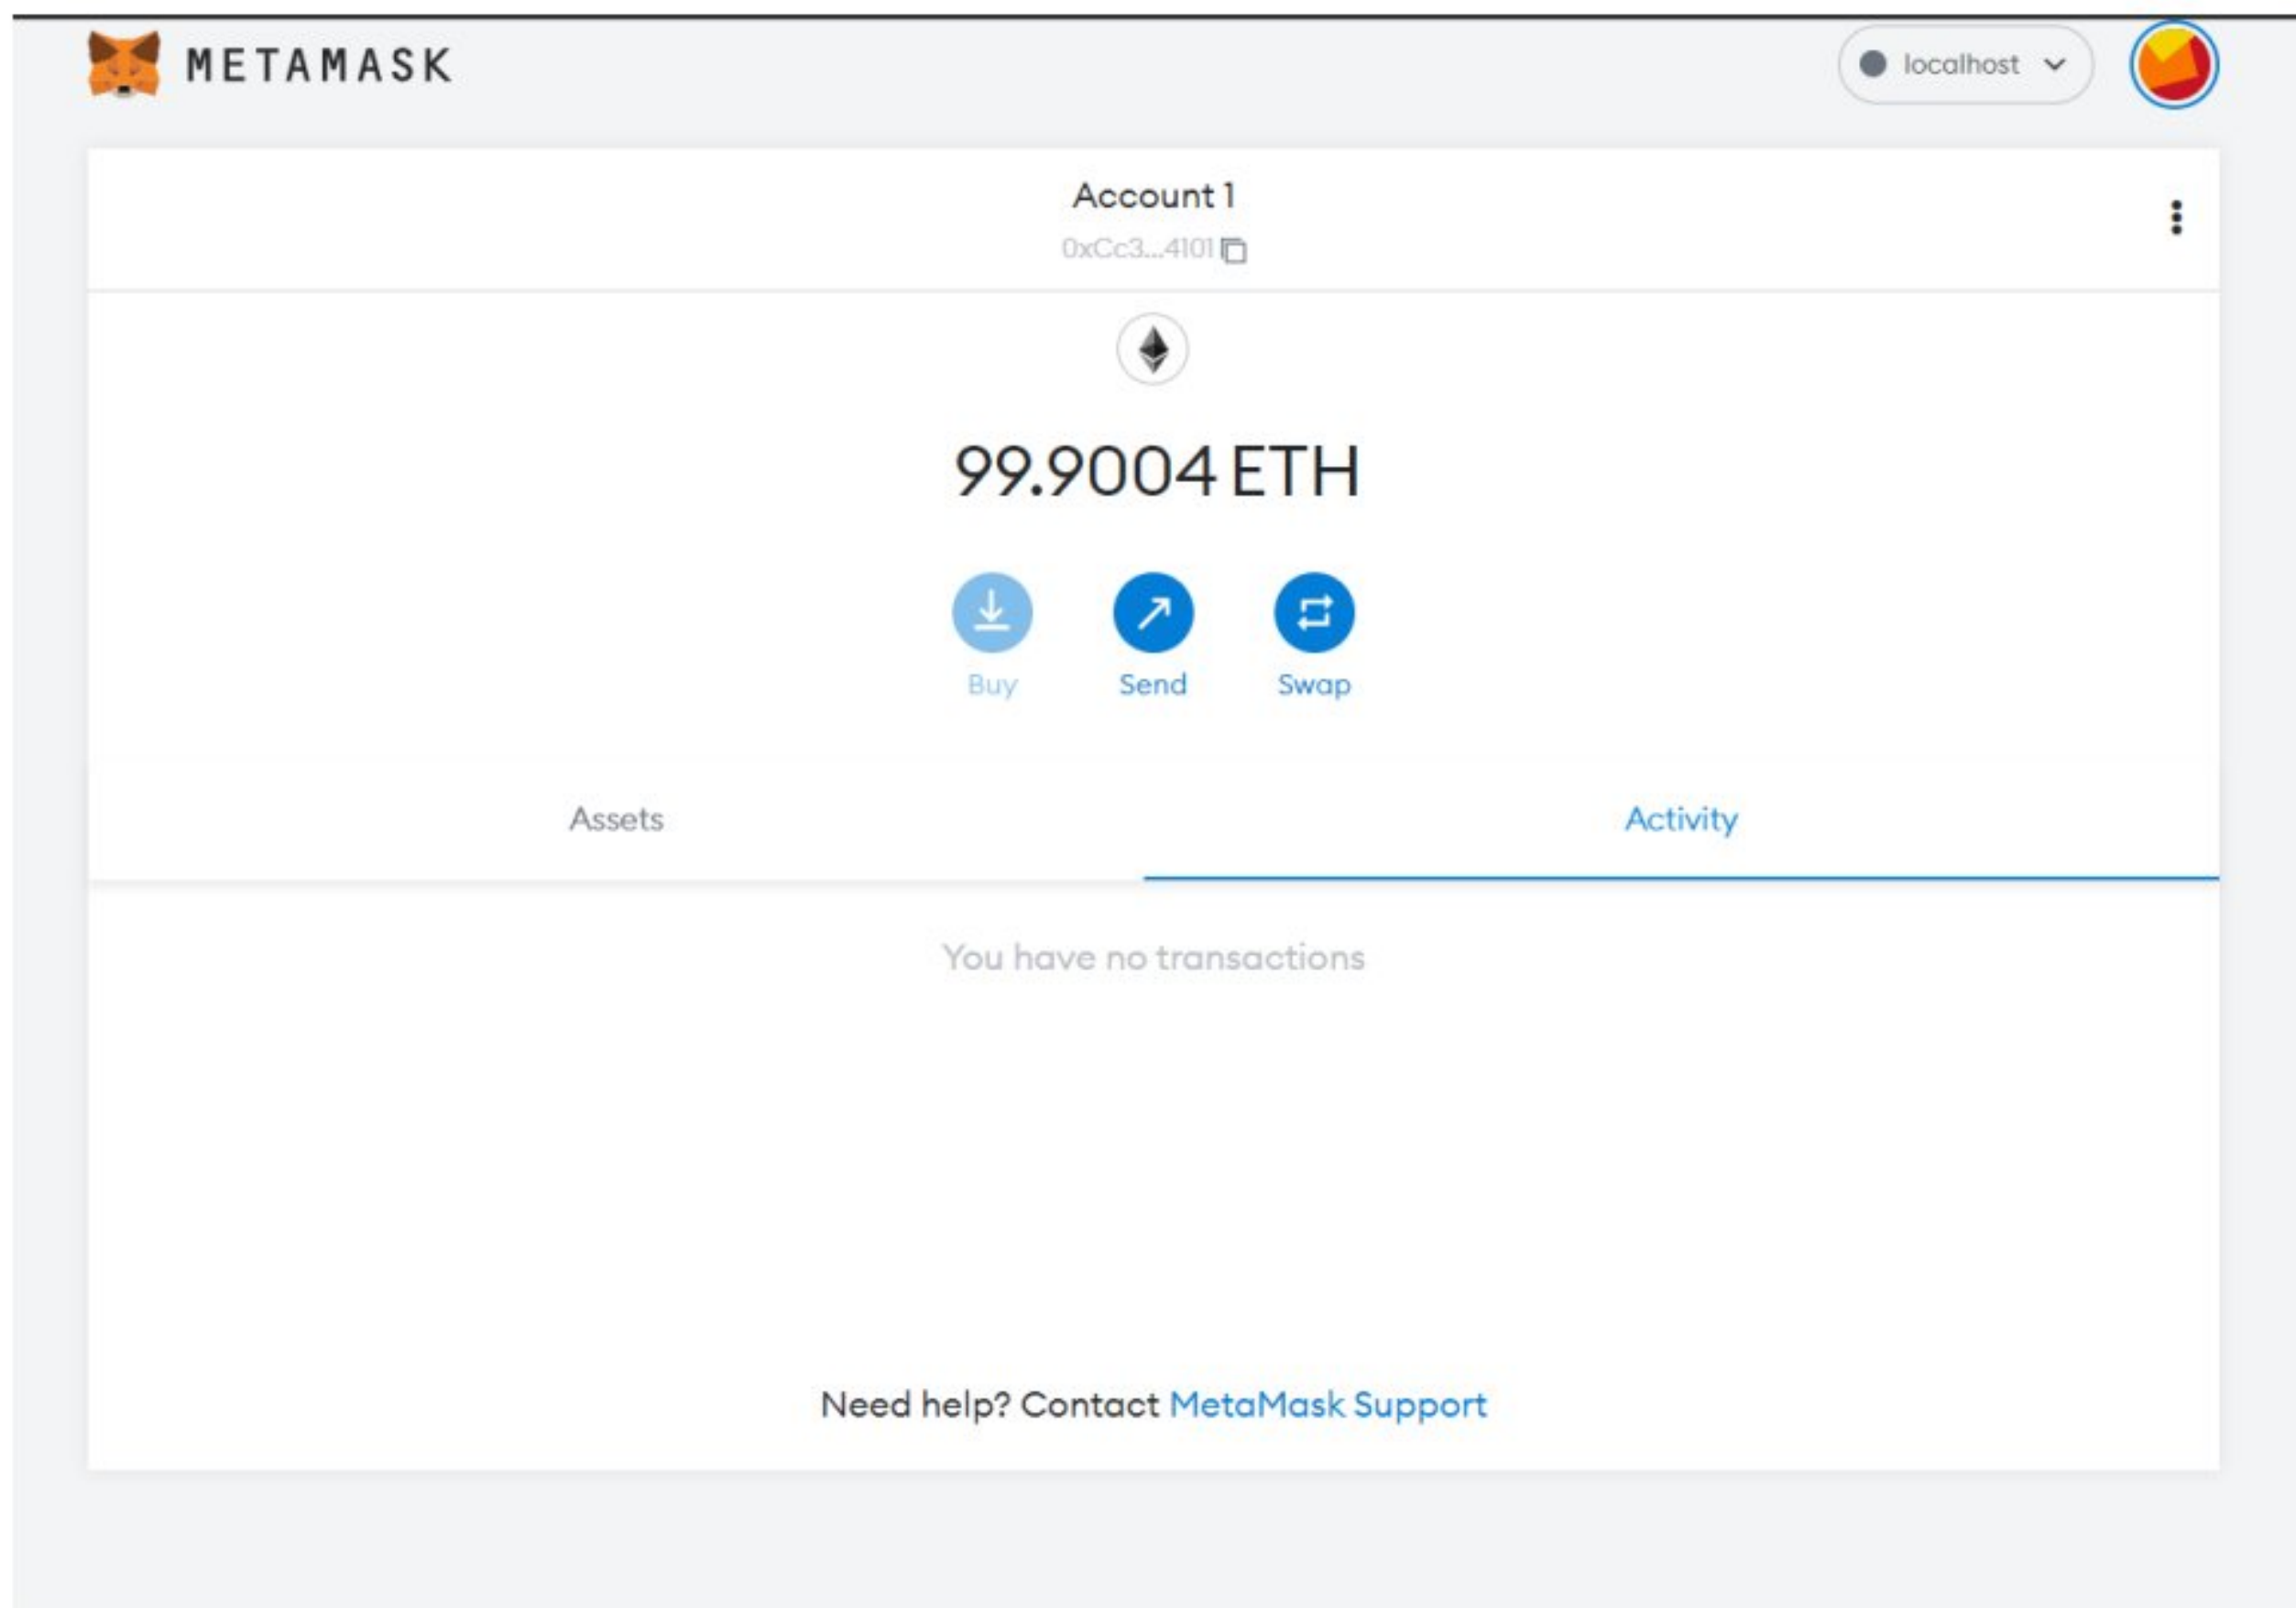 METAMASK
localhost
Account 1
0xCc3...4101
99.9004 ETH
Buy
Send
Swap
Assets
Activity
You have no transactions
Need help? Contact MetaMask Support